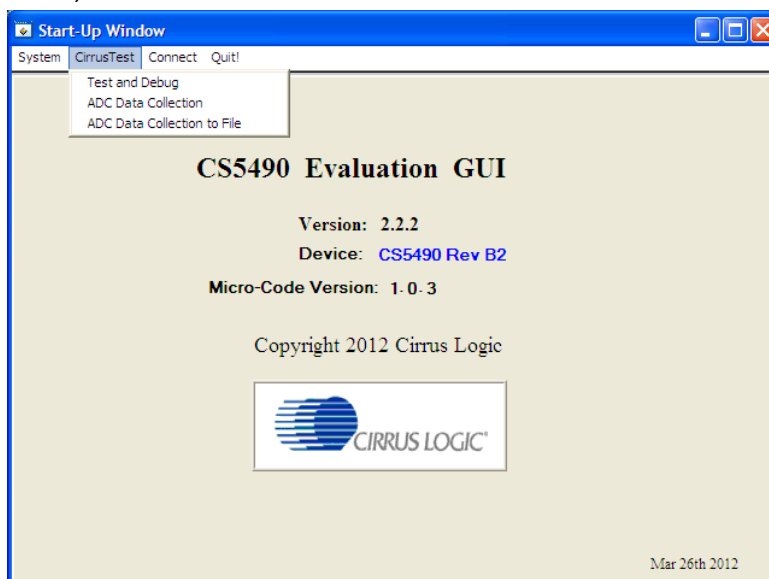 Start-Up Window
System CirrusTest Connect Quit!
Test and Debug
ADC Data Collection
ADC Data Collection to File
CS5490 Evaluation GUI
Version: 2.2.2
Device: CS5490 Rev B2
Micro-Code Version: 1.0.3
Copyright 2012 Cirrus Logic
CIRRUS LOGIC®
Mar 26th 2012